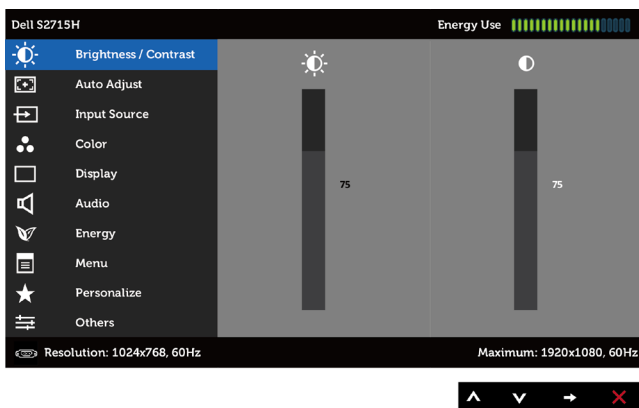 Dell S2715H Energy Use
Brightness / Contrast
Auto Adjust
Input Source
Color
Display
75 75
Audio
Energy
Menu
Personalize
Others
Resolution: 1024x768, 60Hz Maximum: 1920x1080, 60Hz